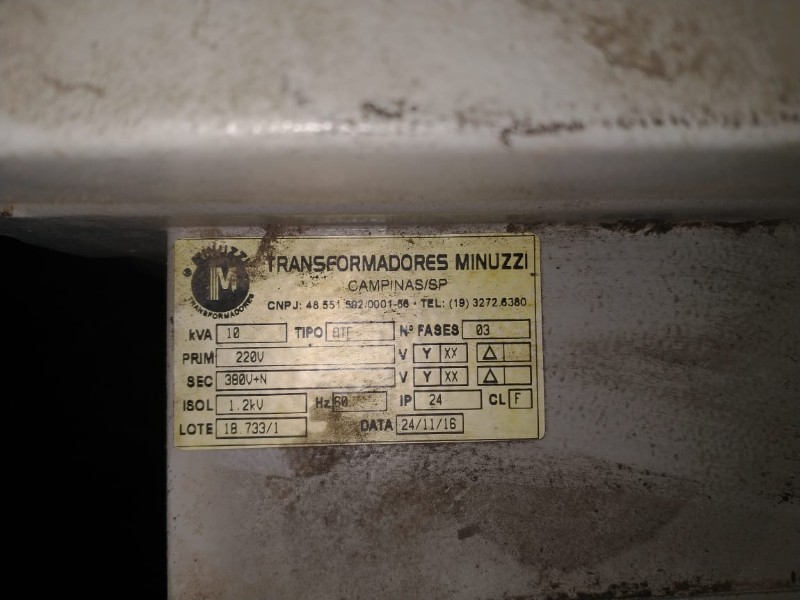 MINUZZI
M
TRANSFORMADORES
TRANSFORMADORES MINUZZI
CAMPINAS/SP
CNPJ: 48.551.592/0001-56 • TEL: (19) 3272.6380
kVA 10 TIPO Nº FASES 03
PRIM 220V V Y XX △
SEC 380V+N V Y XX △
ISOL 1.2kV Hz 60 IP 24 CL F
LOTE 18.733/1 DATA 24/11/16